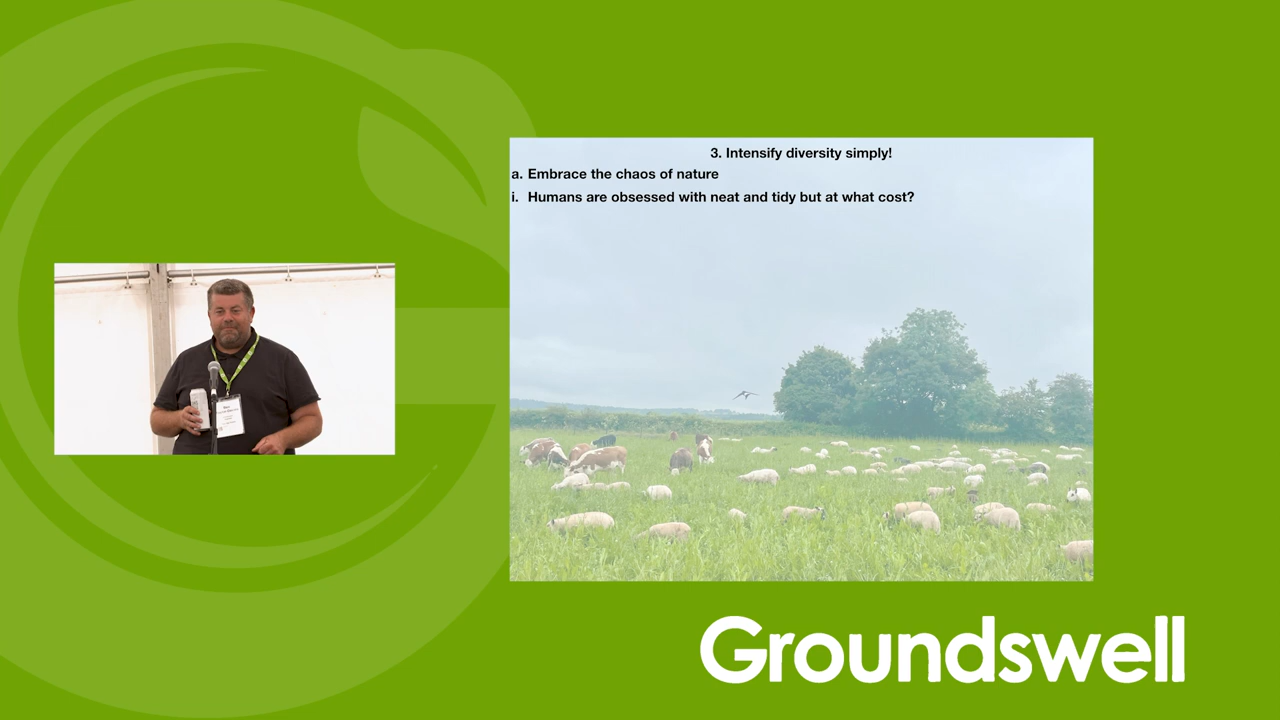 3. Intensify diversity simply!
a. Embrace the chaos of nature
i. Humans are obsessed with neat and tidy but at what cost?
Groundswell